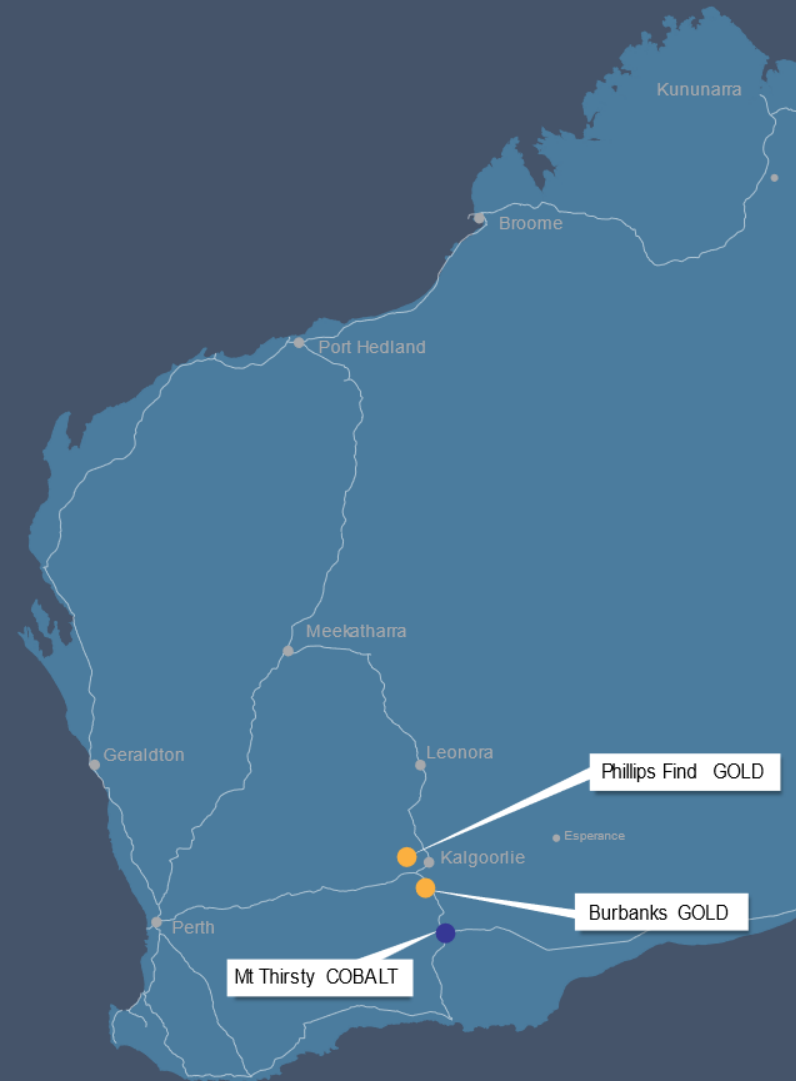 Kununarra
Broome
Port Hedland
Meekatharra
Geraldton
Leonora
Phillips Find GOLD
Esperance
Kalgoorlie
Burbanks GOLD
Perth
Mt Thirsty COBALT